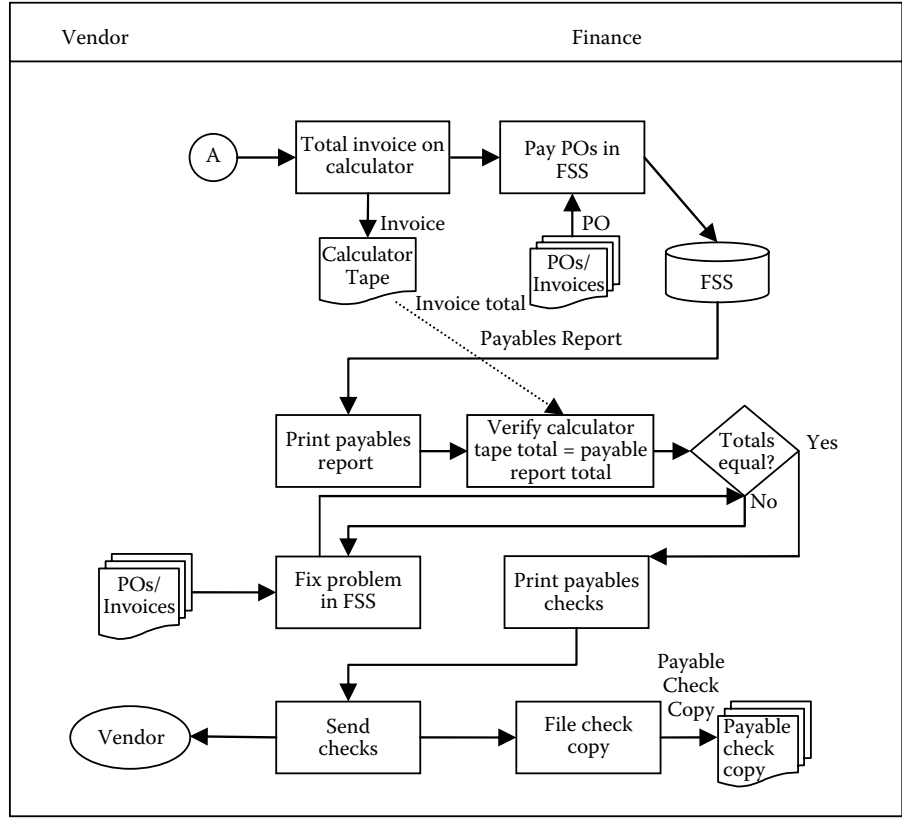 Vendor
Finance
A
Total invoice on
calculator
Pay POs in
FSS
Invoice
PO
Calculator
Tape
POs/
Invoices
FSS
Invoice total
Payables Report
Print payables
report
Verify calculator
tape total = payable
report total
Totals
equal?
Yes
No
POs/
Invoices
Fix problem
in FSS
Print payables
checks
Payable
Check
Copy
Vendor
Send
checks
File check
copy
Payable
check
copy